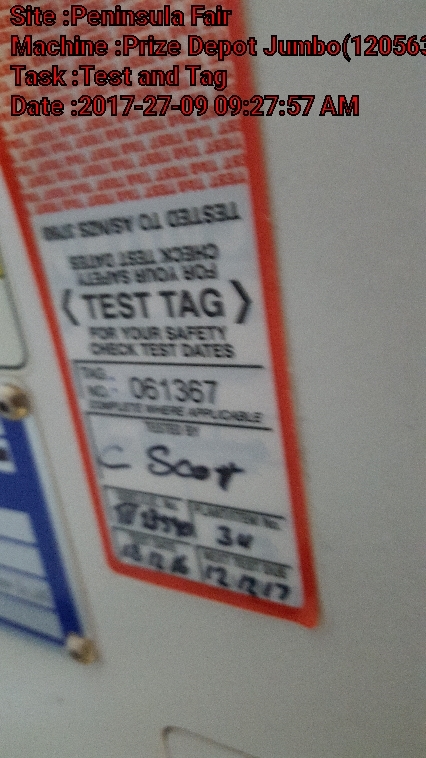 Site :Peninsula Fair
Machine :Prize Depot Jumbo(120563
Task :Test and Tag
Date :2017-27-09 09:27:57 AM
TESTED TO AS/NZS 3760
CHECK TEST DATES
FOR YOUR SAFETY
TEST TAG
FOR YOUR SAFETY
CHECK TEST DATES
TAG
NO. 061367
COMPLETE WHERE APPLICABLE
TESTED BY
C Scott
34
12.12.17